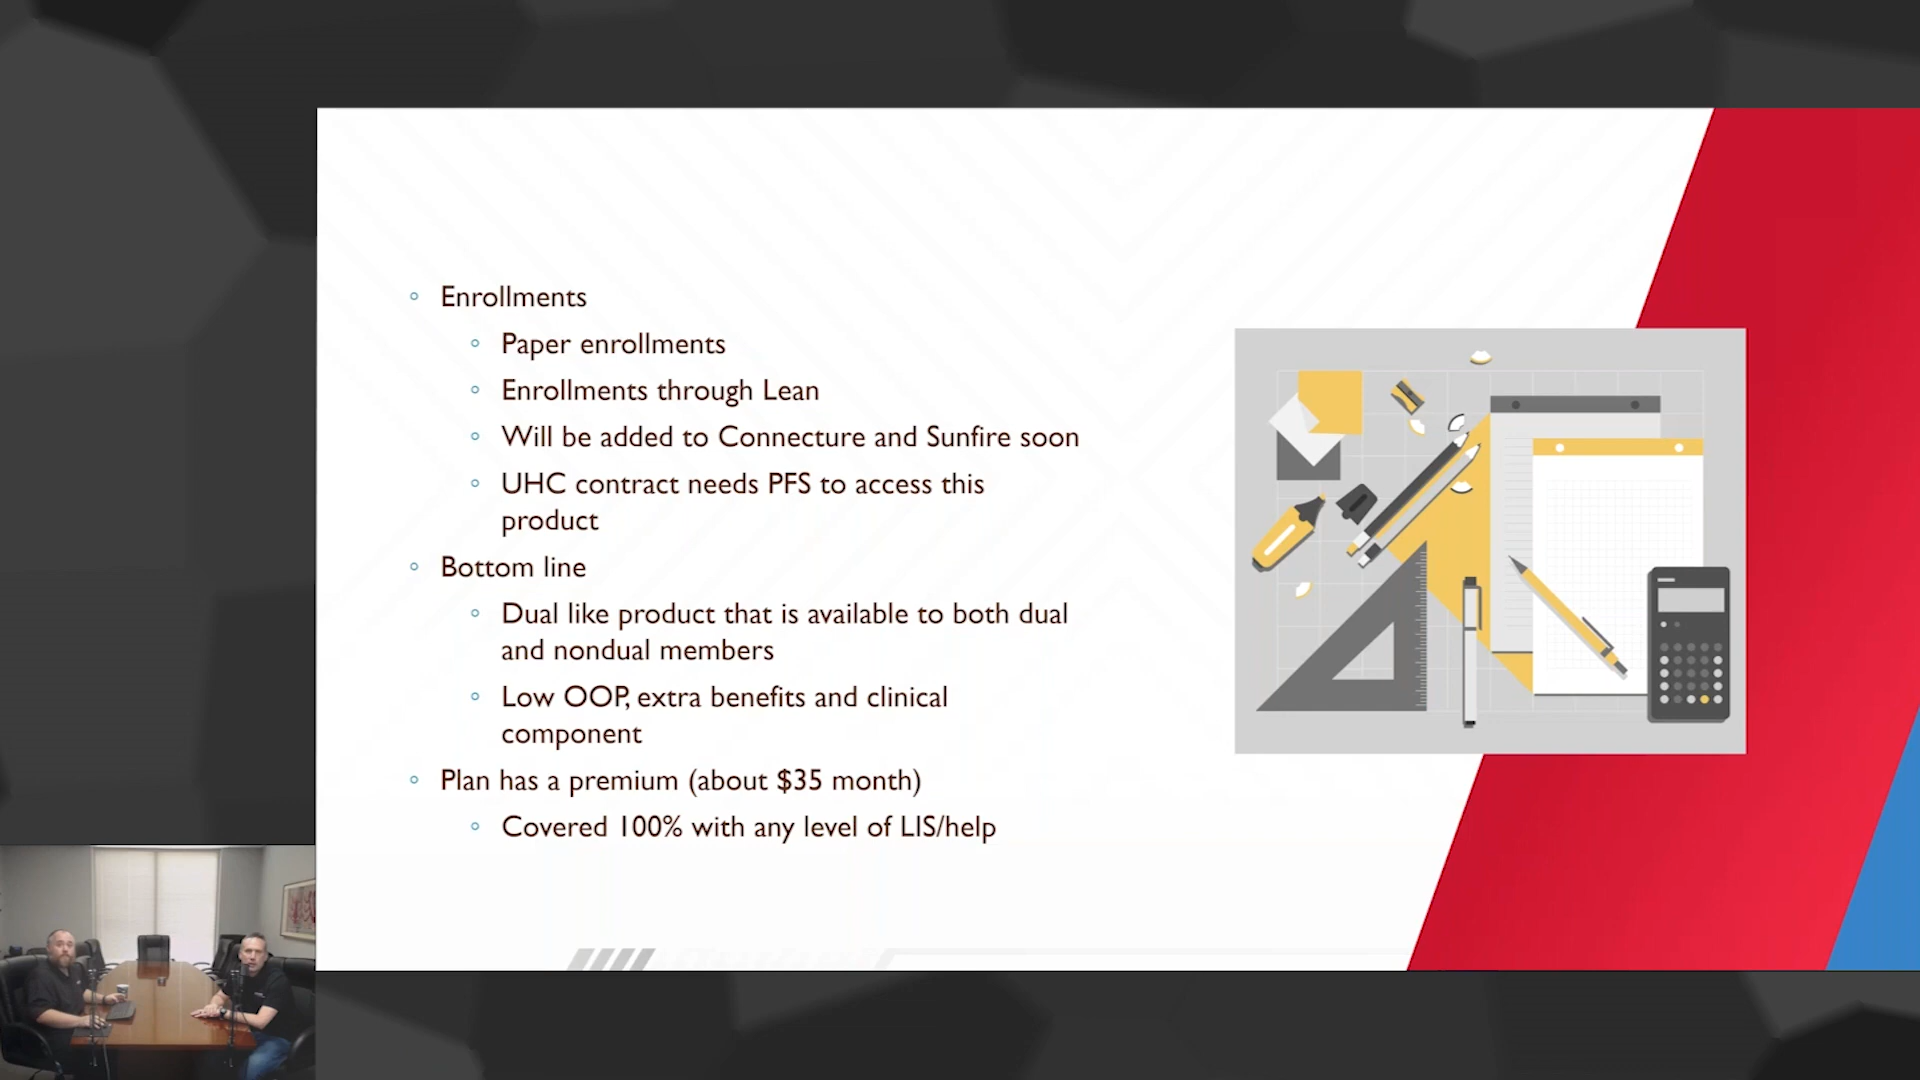 Enrollments
Paper enrollments
Enrollments through Lean
Will be added to Connecture and Sunfire soon
UHC contract needs PFS to access this
product
Bottom line
Dual like product that is available to both dual
and nondual members
Low OOP, extra benefits and clinical
component
Plan has a premium (about $35 month)
Covered 100% with any level of LIS/help